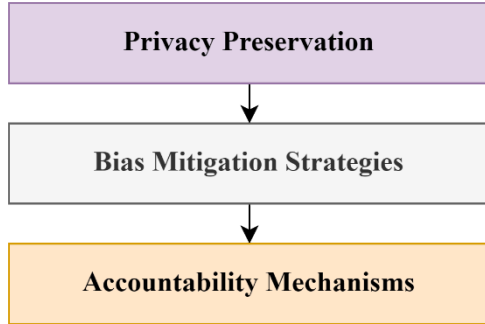 Privacy Preservation
Bias Mitigation Strategies
Accountability Mechanisms